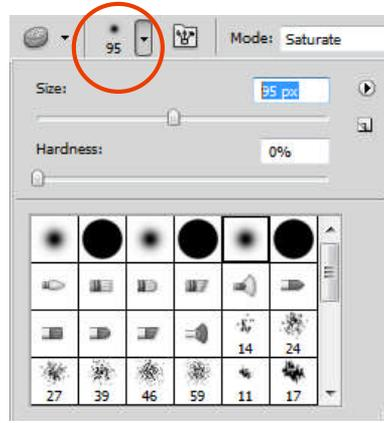 95
Mode: Saturate
Size:
95 px
Hardness:
0%
14 24
27 39 46 59 11 17